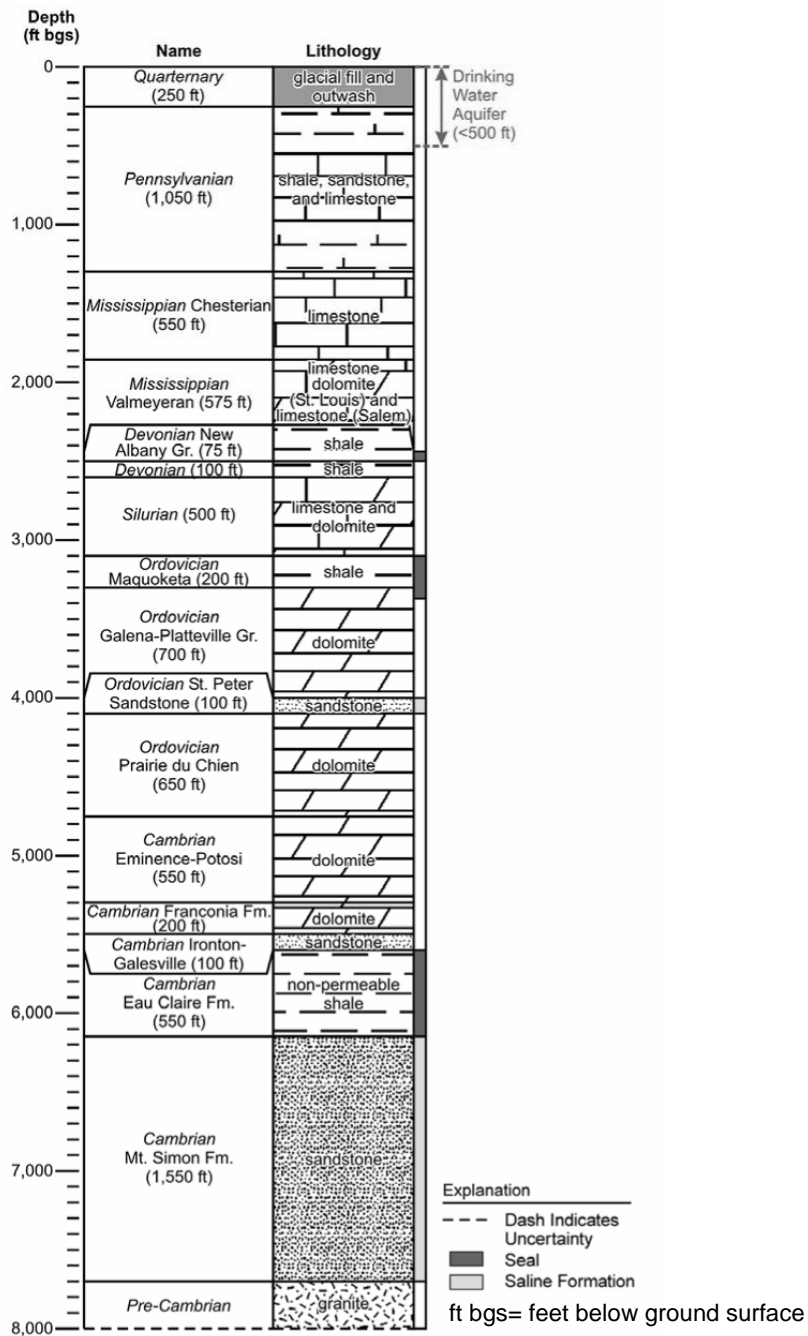 Depth
(ft bgs)
Name
Lithology
0
Quarternary
(250 ft)
glacial fill and
outwash
Drinking
Water
Aquifer
(<500 ft)
Pennsylvanian
(1,050 ft)
shale, sandstone,
and limestone
1,000
Mississippian Chesterian
(550 ft)
limestone
2,000
Mississippian
Valmeyeran (575 ft)
limestone
dolomite
(St. Louis) and
limestone (Salem)
Devonian New
Albany Gr. (75 ft)
shale
Devonian (100 ft)
shale
Silurian (500 ft)
limestone and
dolomite
3,000
Ordovician
Maquoketa (200 ft)
shale
Ordovician
Galena-Platteville Gr.
(700 ft)
dolomite
4,000
Ordovician St. Peter
Sandstone (100 ft)
sandstone
Ordovician
Prairie du Chien
(650 ft)
dolomite
5,000
Cambrian
Eminence-Potosi
(550 ft)
dolomite
Cambrian Franconia Fm.
(200 ft)
dolomite
Cambrian Ironton-
Galesville (100 ft)
sandstone
Cambrian
Eau Claire Fm.
(550 ft)
non-permeable
shale
6,000
Cambrian
Mt. Simon Fm.
(1,550 ft)
sandstone
7,000
Pre-Cambrian
granite
8,000
Explanation
Dash Indicates
Uncertainty
Seal
Saline Formation
ft bgs= feet below ground surface